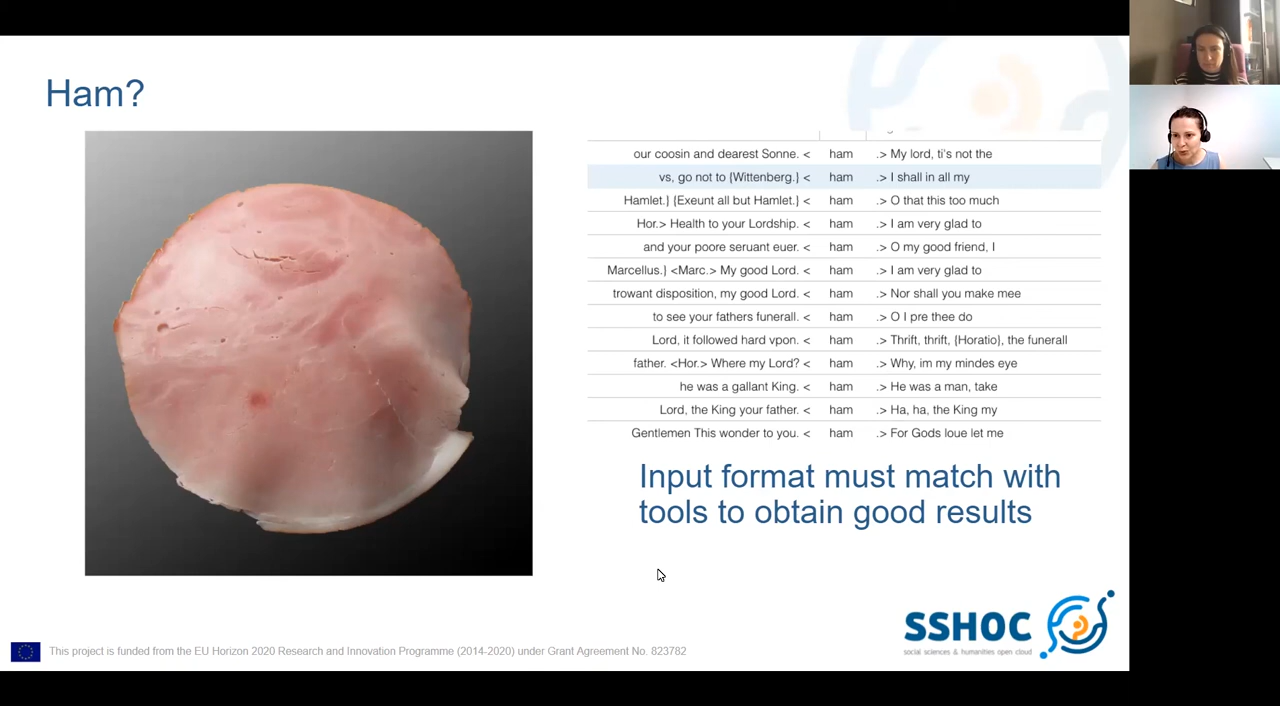 Ham?
our coosin and dearest Sonne. < ham .> My lord, ti's not the
vs, go not to {Wittenberg.} < ham .> I shall in all my
Hamlet.} {Exeunt all but Hamlet.} < ham .> O that this too much
Hor.> Health to your Lordship. < ham .> I am very glad to
and your poore seruant euer. < ham .> O my good friend, I
Marcellus.} <Marc.> My good Lord. < ham .> I am very glad to
trowant disposition, my good Lord. < ham .> Nor shall you make mee
to see your fathers funerall. < ham .> O I pre thee do
Lord, it followed hard vpon. < ham .> Thrift, thrift, {Horatio}, the funerall
father. <Hor.> Where my Lord? < ham .> Why, im my mindes eye
he was a gallant King. < ham .> He was a man, take
Lord, the King your father. < ham .> Ha, ha, the King my
Gentlemen This wonder to you. < ham .> For Gods loue let me
Input format must match with
tools to obtain good results
SSHOC
social sciences & humanities open cloud
This project is funded from the EU Horizon 2020 Research and Innovation Programme (2014-2020) under Grant Agreement No. 823782